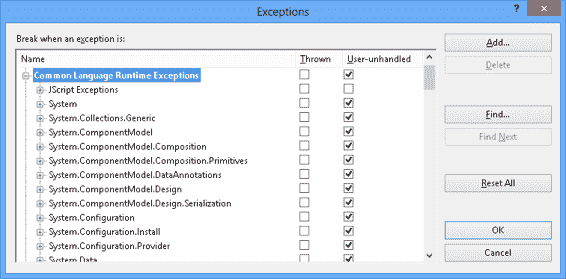 Exceptions
Break when an exception is:
Name Thrown User-unhandled
Common Language Runtime Exceptions
JScript Exceptions
System
System.Collections.Generic
System.ComponentModel
System.ComponentModel.Composition
System.ComponentModel.Composition.Primitives
System.ComponentModel.DataAnnotations
System.ComponentModel.Design
System.ComponentModel.Design.Serialization
System.Configuration
System.Configuration.Install
System.Configuration.Provider
System.Data
Add...
Delete
Find...
Find Next
Reset All
OK
Cancel